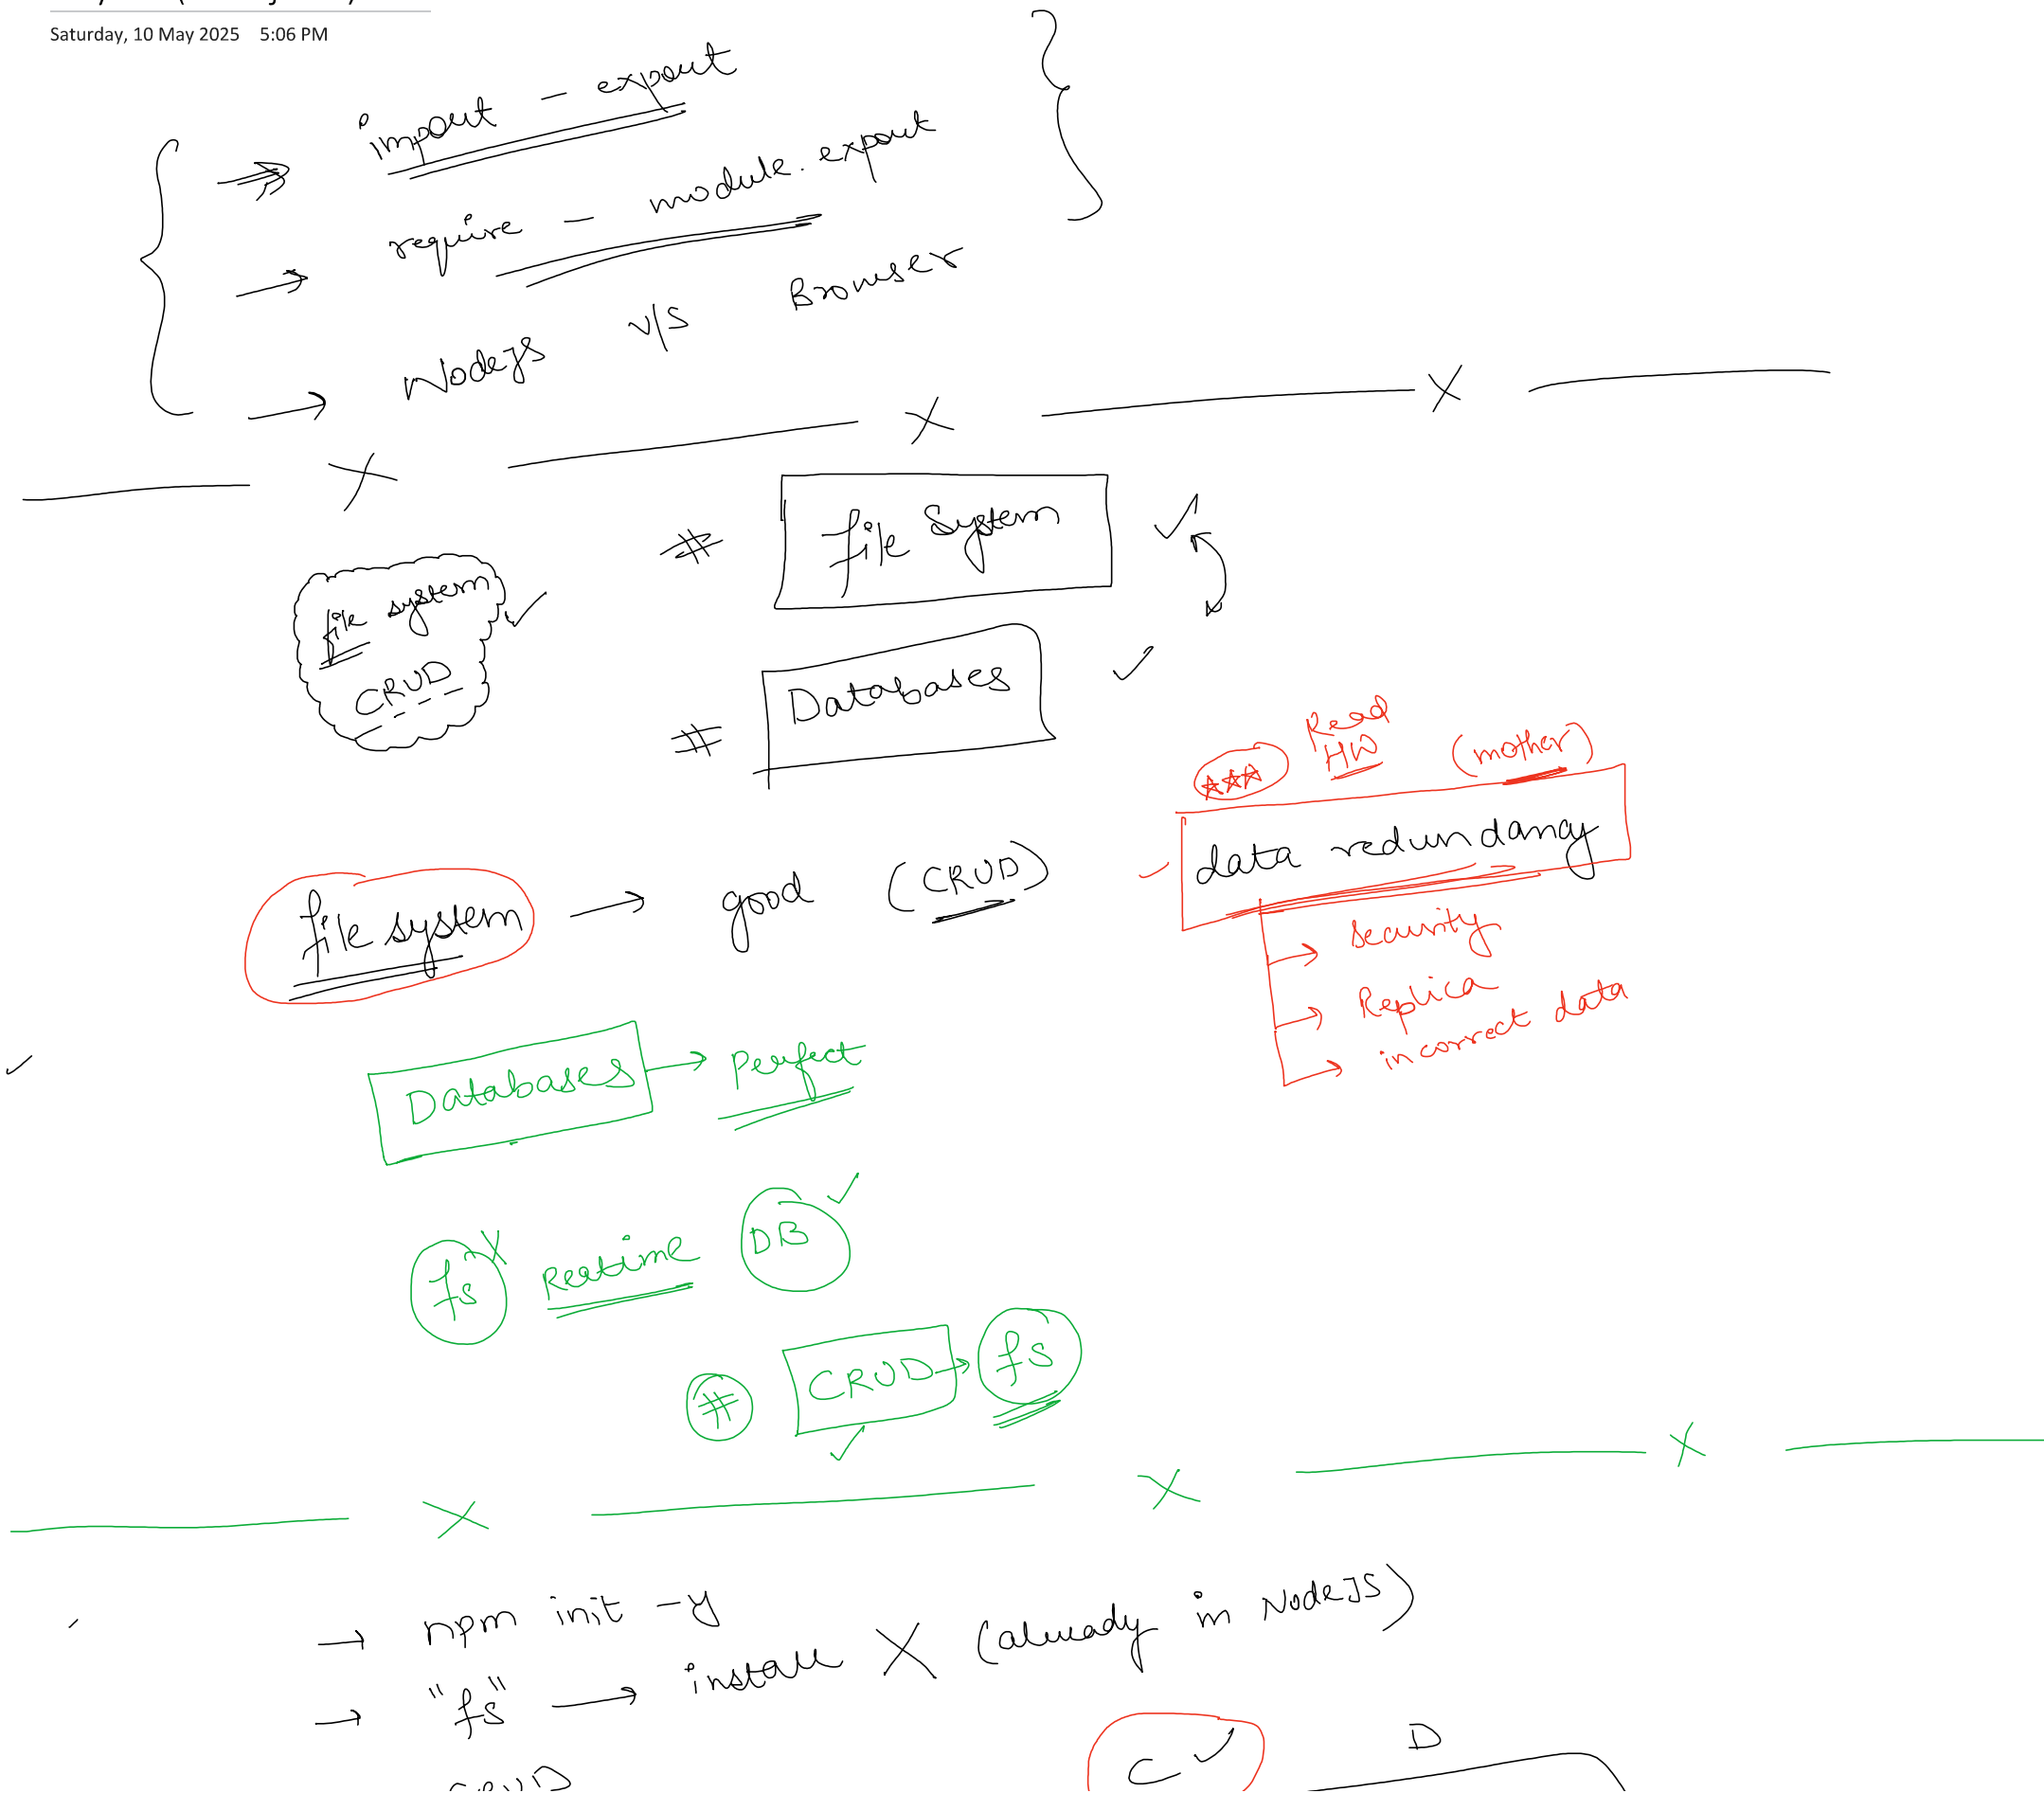 Saturday, 10 May 2025 5:06 PM
import - export
require - module.export
NodeJS v/s Browser
# File System
file system
CRUD
# Databases
*** Read HW (mother)
data redundancy
file system → good (CRUD)
Security
Replica
incorrect data
Databases → Perfect
fs X Realtime DB
# CRUD → fs
→ npm init -y
→ "fs" → install X (already in NodeJS)
C
D